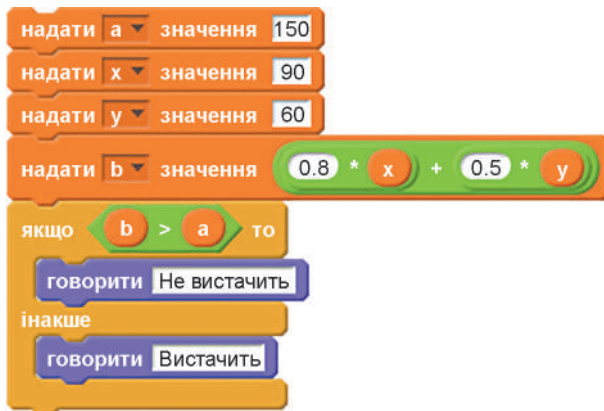 надати a значення 150
надати x значення 90
надати y значення 60
надати b значення 0.8 * x + 0.5 * y
якщо b > a то
говорити Не вистачить
інакше
говорити Вистачить